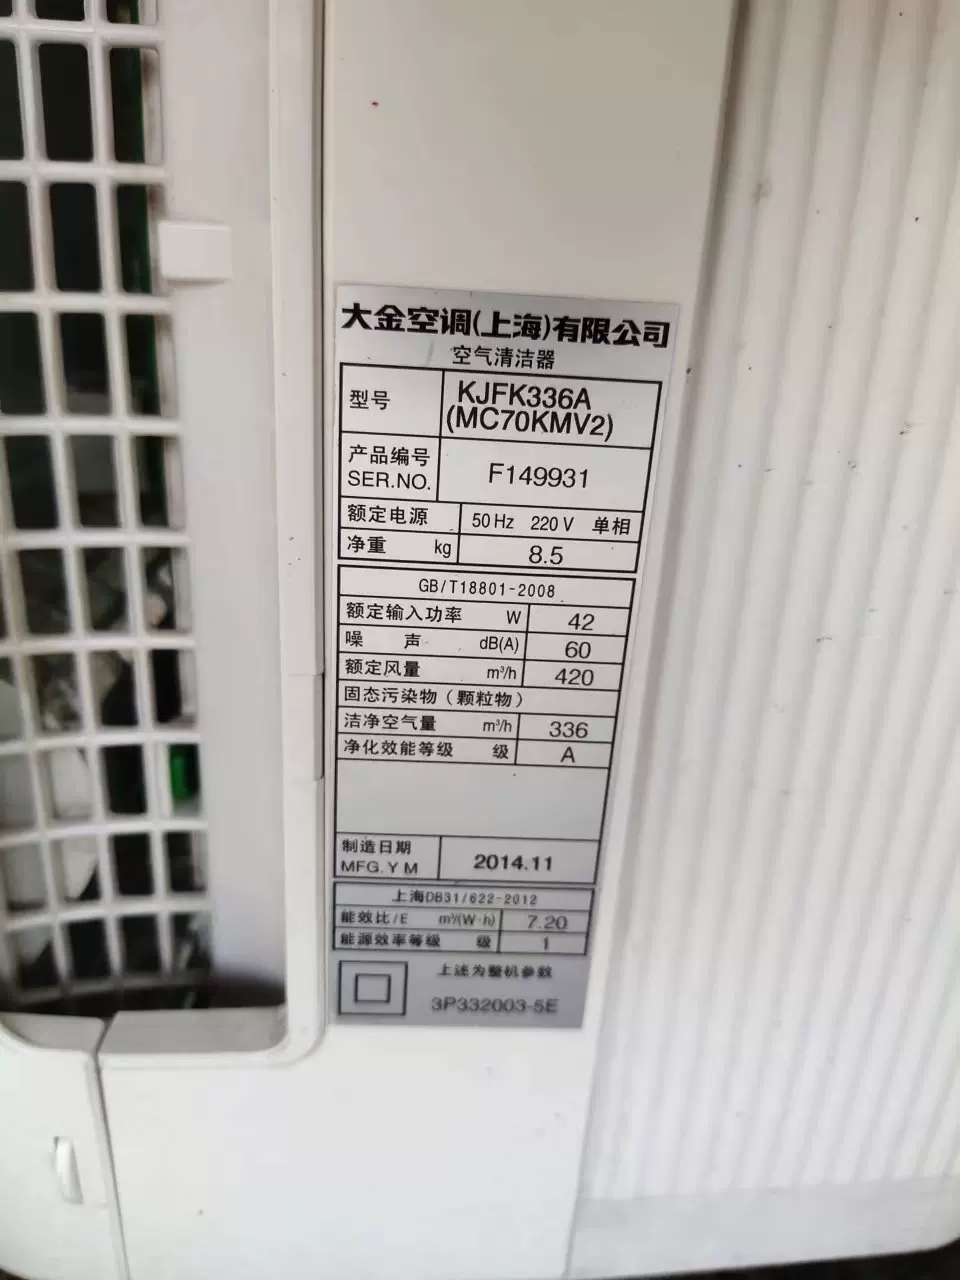 大金空调(上海)有限公司
空气清洁器
型号 KJFK336A
(MC70KMV2)
产品编号
SER.NO. F149931
额定电源 50Hz 220V 单相
净重 kg 8.5
GB/T18801-2008
额定输入功率 W 42
噪声 dB(A) 60
额定风量 m³/h 420
固态污染物(颗粒物)
洁净空气量 m³/h 336
净化效能等级 级 A
制造日期
MFG.Y M 2014.11
上海DB31/622-2012
能效比/E m³/(W·h) 7.20
能源效率等级 级 1
上述为整机参数
3P332003-5E